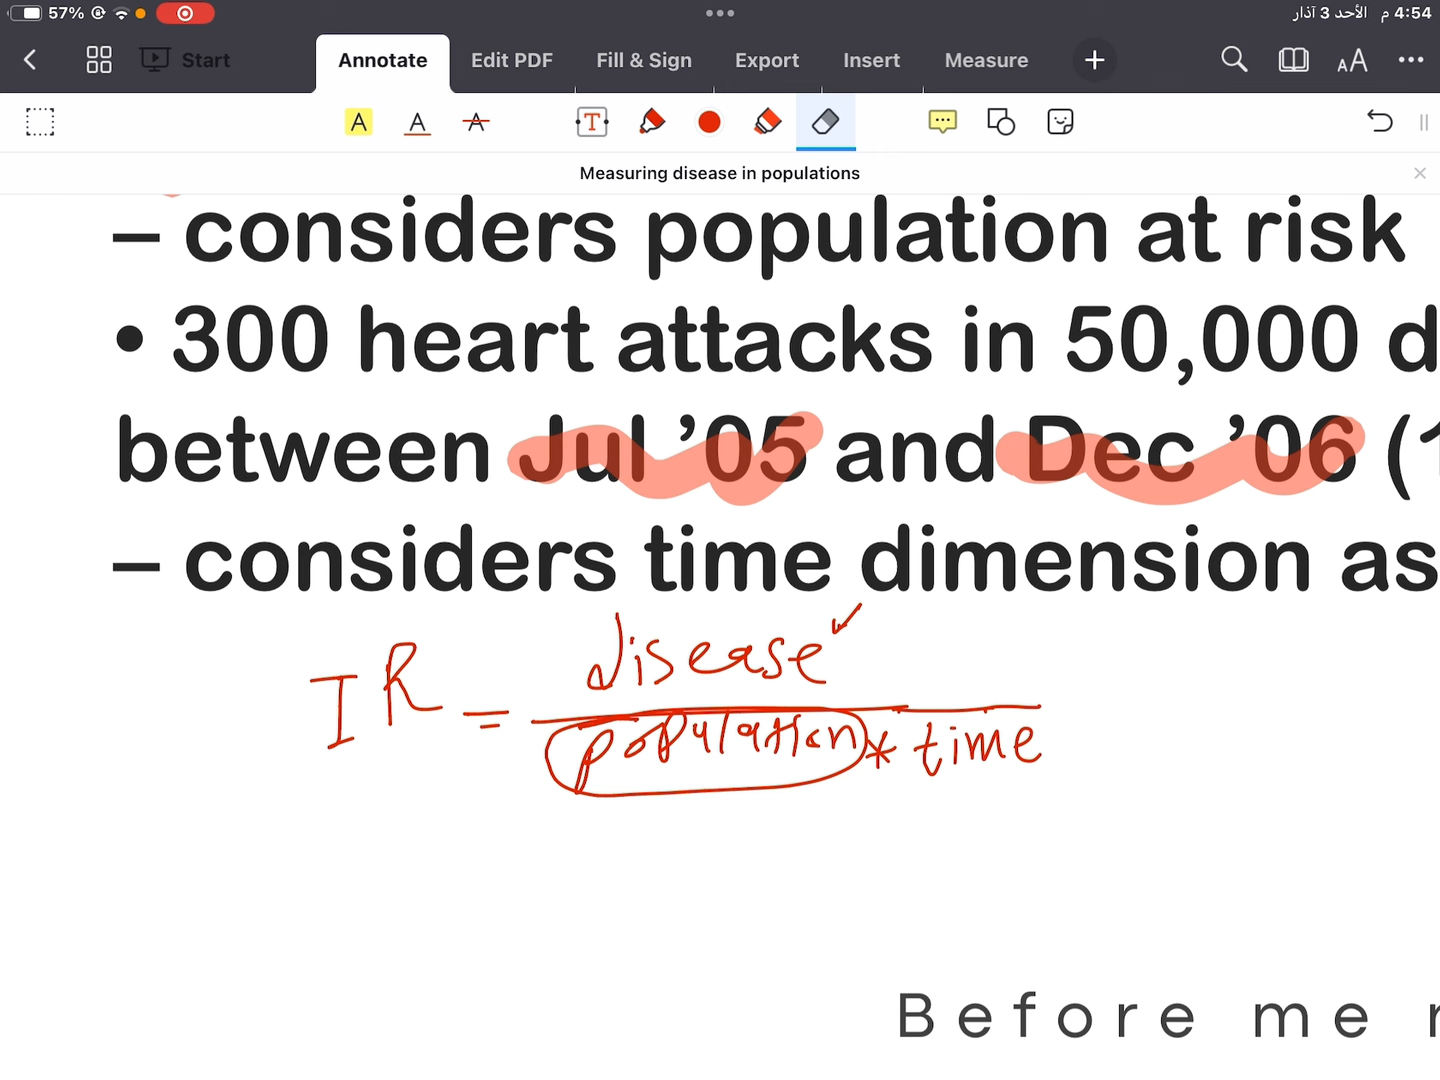 57%
4:54 م الأحد 3 آذار
Start
Annotate
Edit PDF
Fill & Sign
Export
Insert
Measure
Measuring disease in populations
– considers population at risk
• 300 heart attacks in 50,000 d
between Jul ’05 and Dec ’06 (1
– considers time dimension as
IR = disease
population * time
Before me r